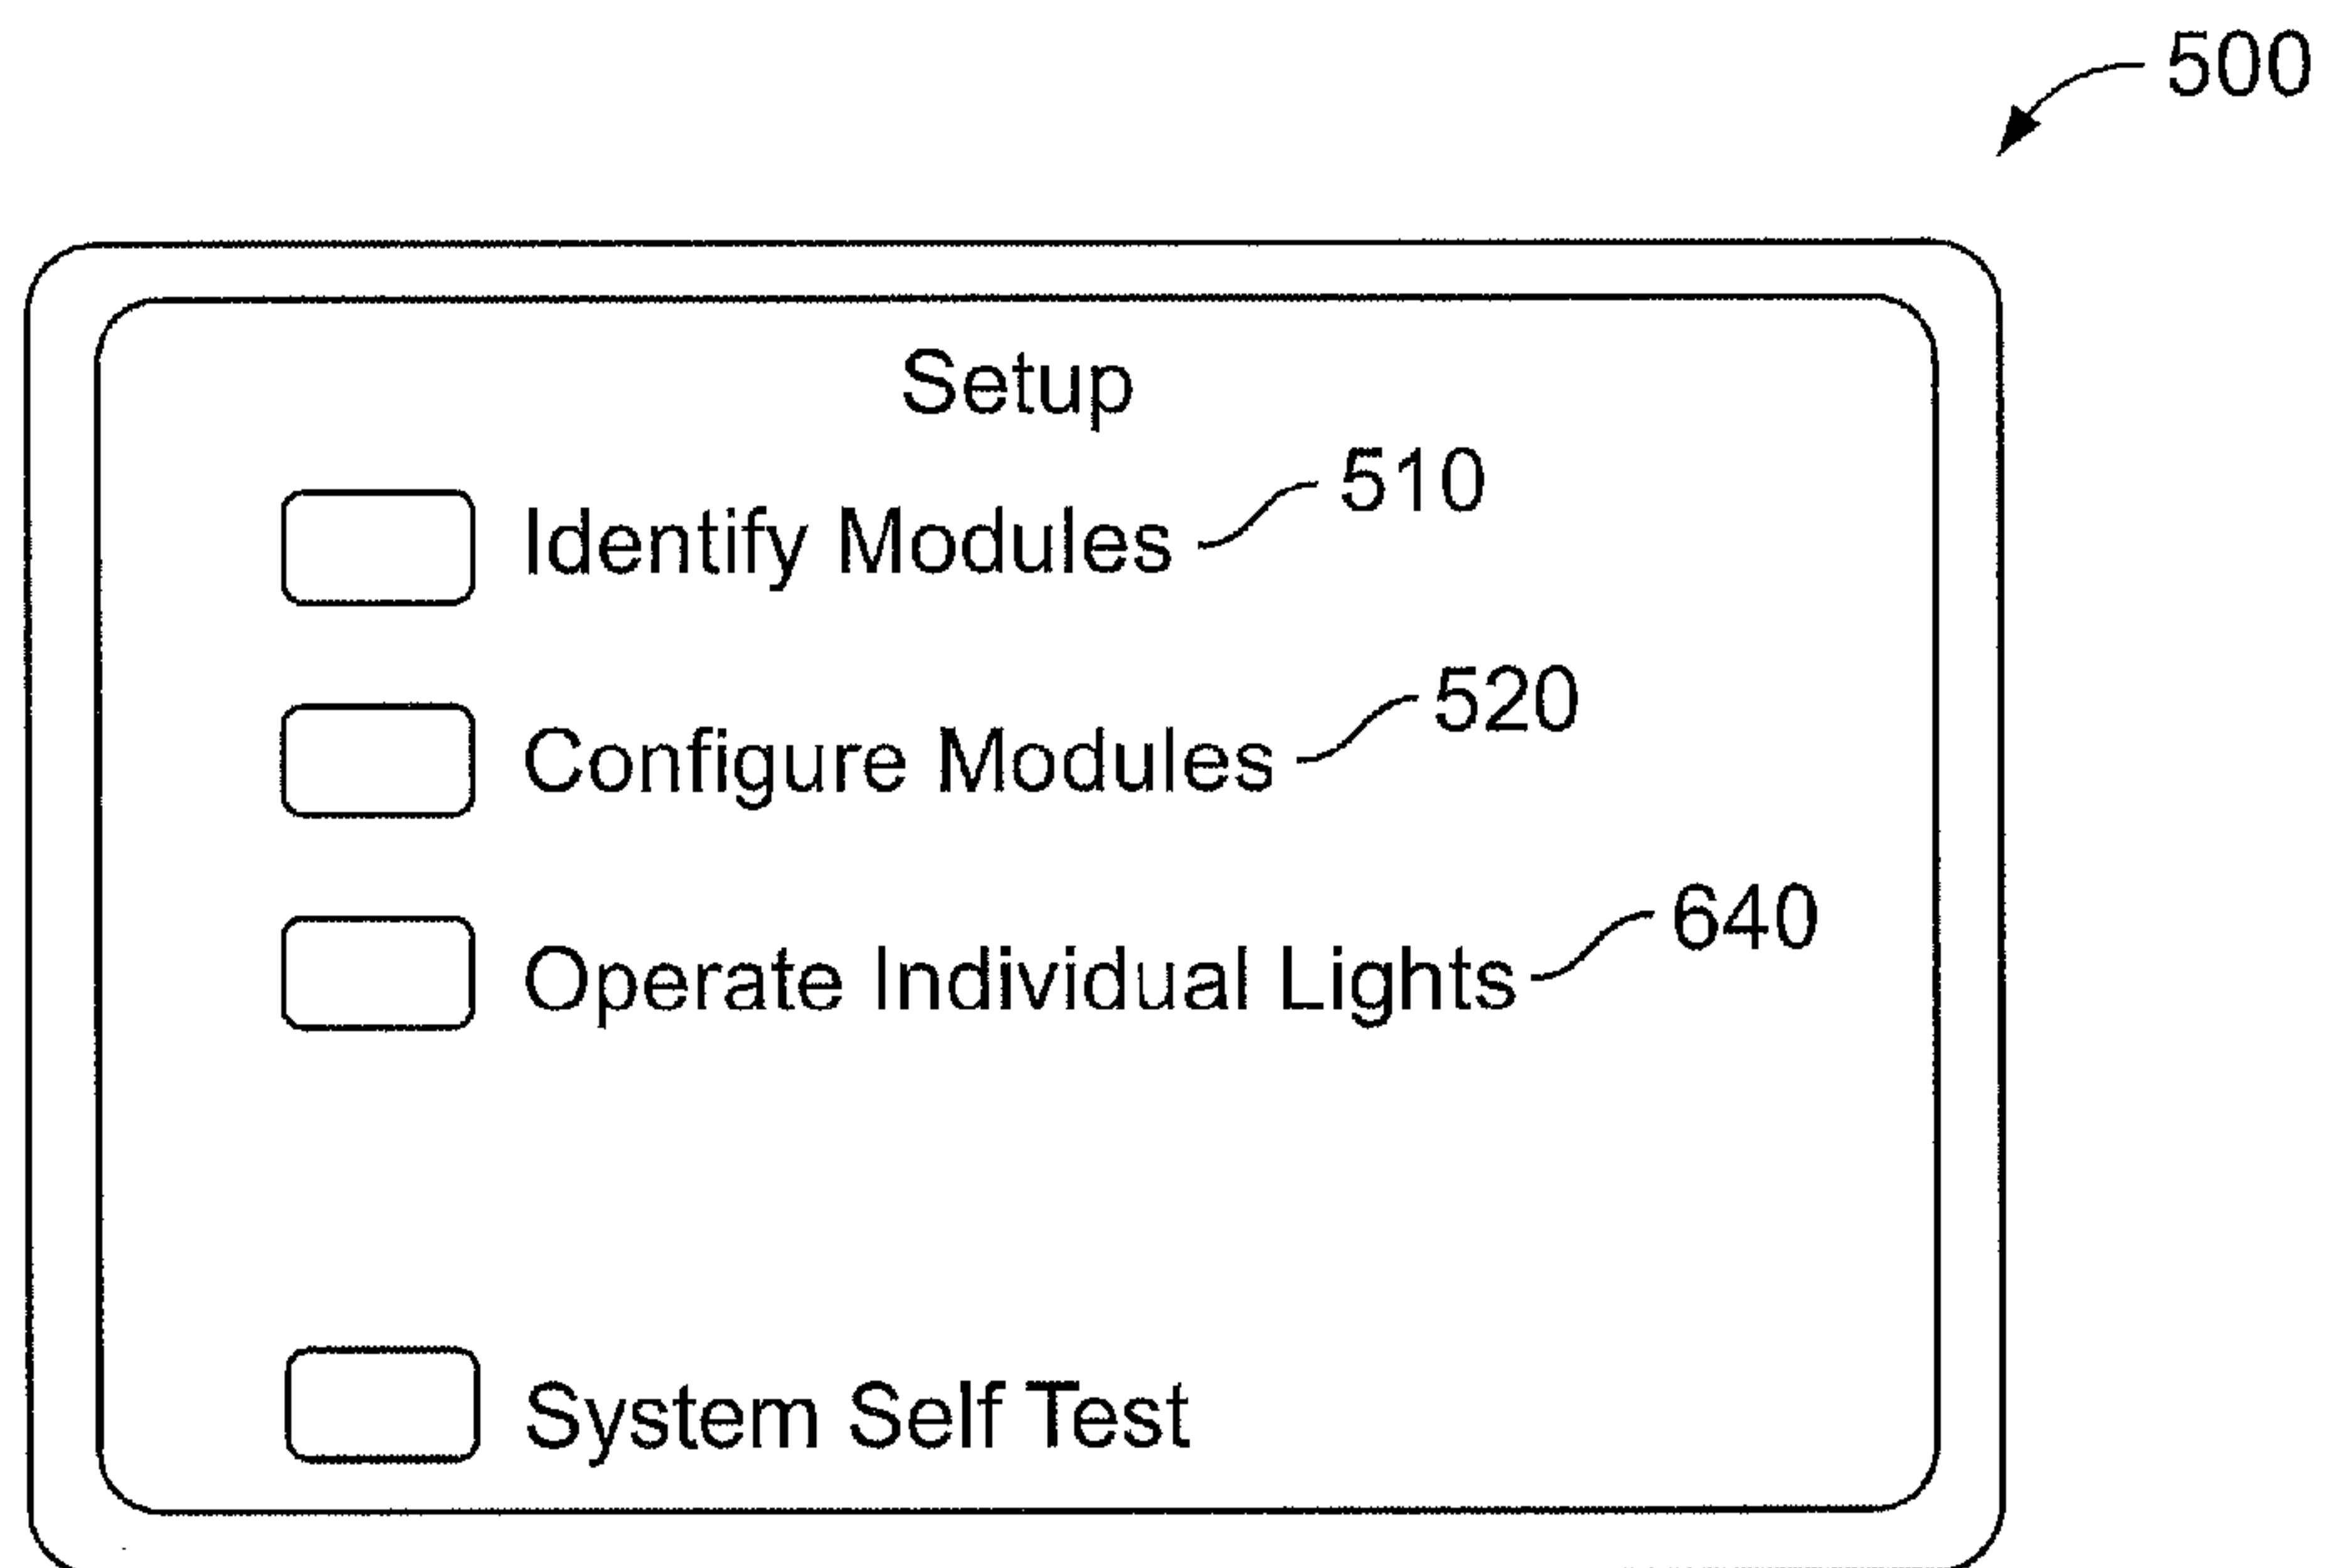 500
Setup
510
Identify Modules
520
Configure Modules
640
Operate Individual Lights
System Self Test